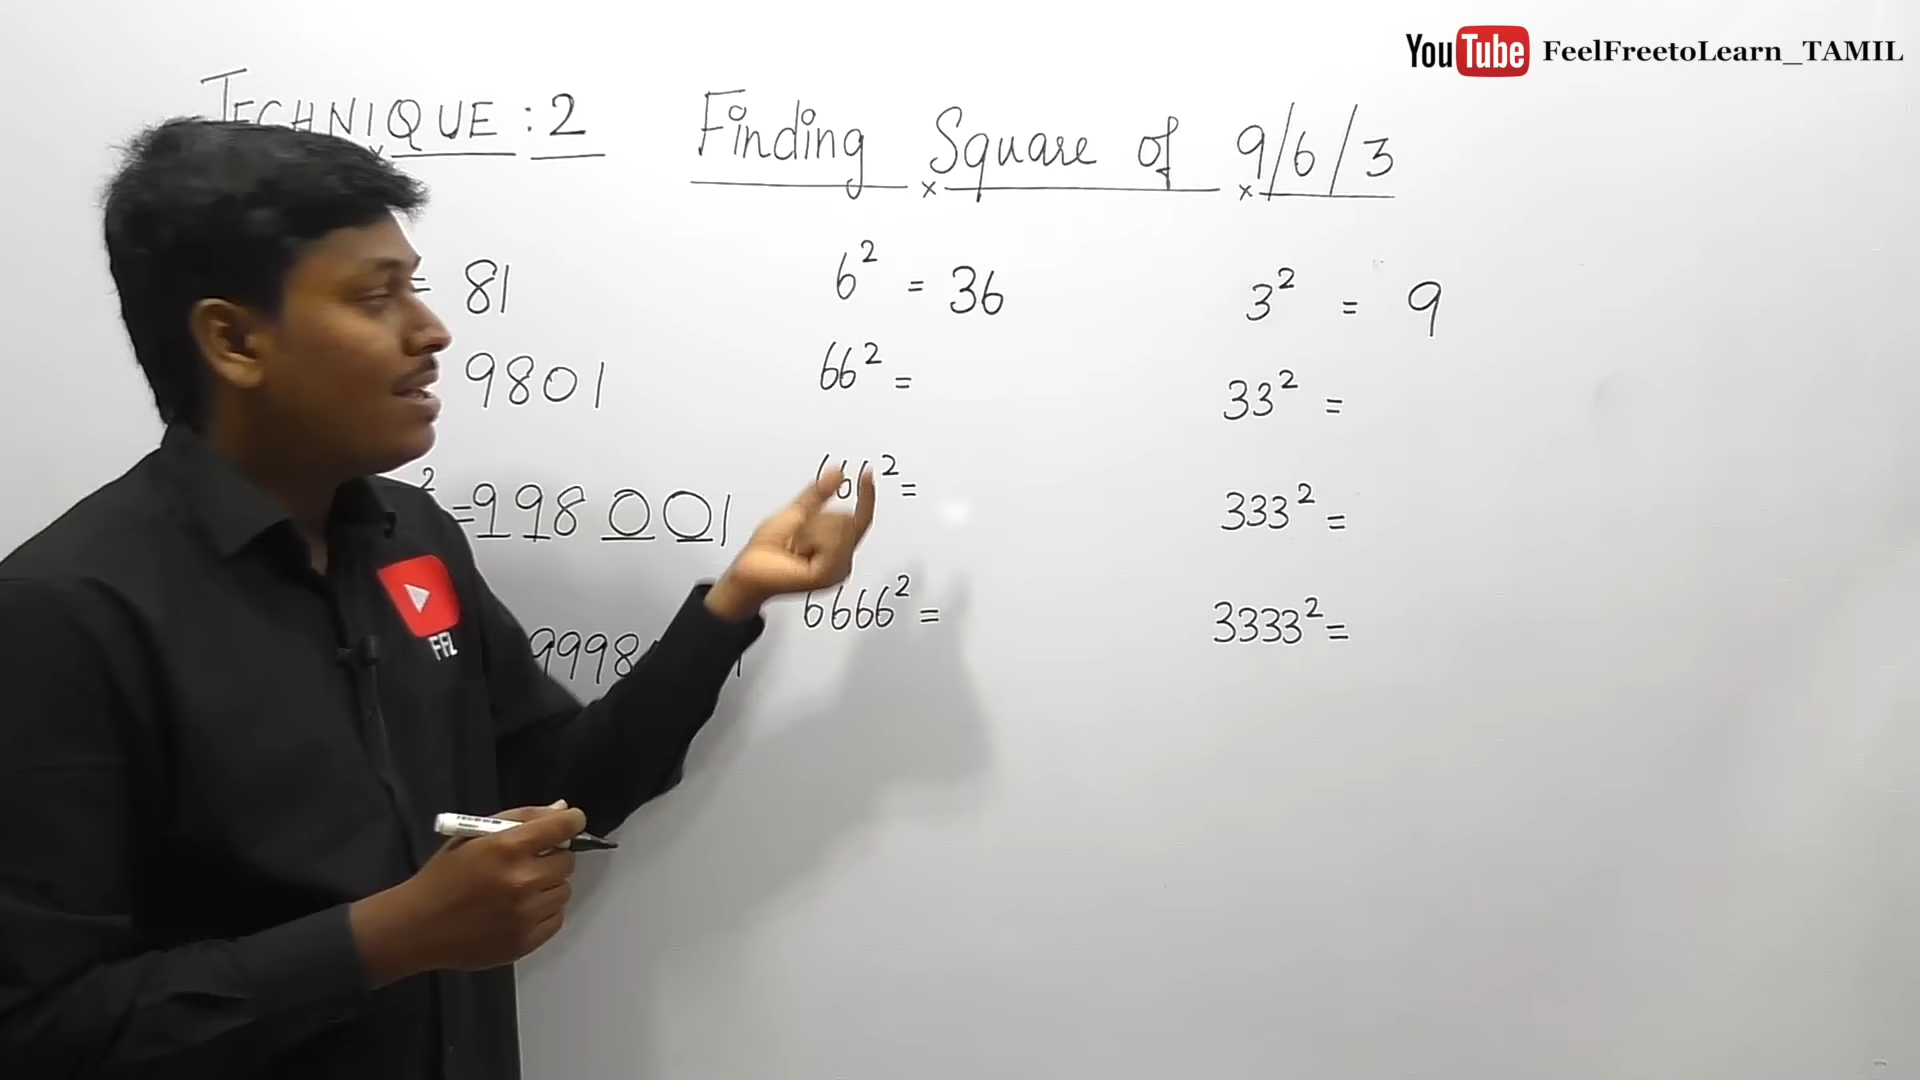 YouTube FeelFreetoLearn_TAMIL
TECHNIQUE : 2
Finding Square of 9/6/3
= 81
9801
² = 998001
6² = 36
66² =
666² =
6666² =
3² = 9
33² =
333² =
3333² =
FFL